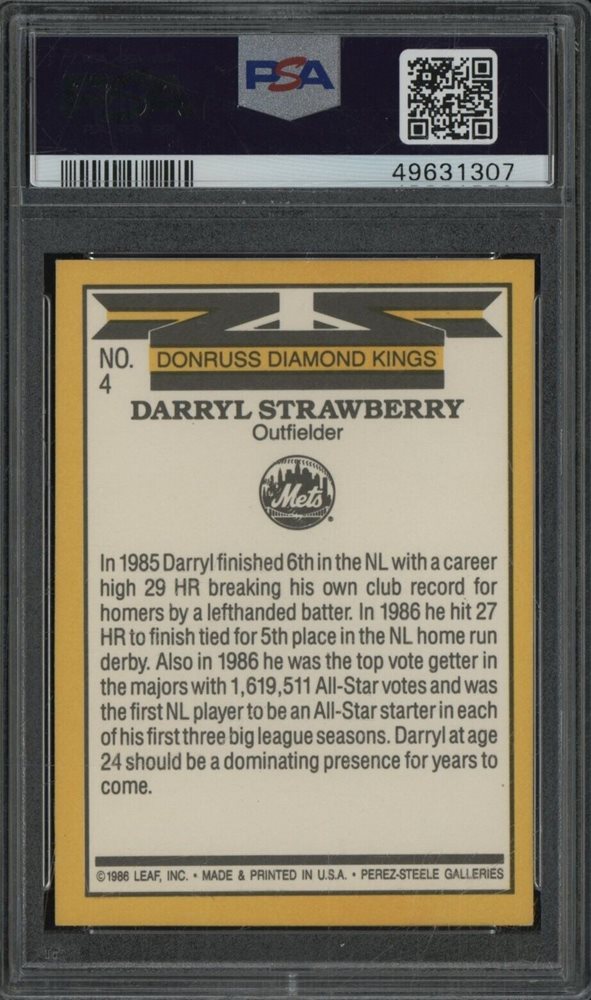 PSA
49631307
NO.
4
DONRUSS DIAMOND KINGS
DARRYL STRAWBERRY
Outfielder
Mets
In 1985 Darryl finished 6th in the NL with a career
high 29 HR breaking his own club record for
homers by a lefthanded batter. In 1986 he hit 27
HR to finish tied for 5th place in the NL home run
derby. Also in 1986 he was the top vote getter in
the majors with 1,619,511 All-Star votes and was
the first NL player to be an All-Star starter in each
of his first three big league seasons. Darryl at age
24 should be a dominating presence for years to
come.
©1986 LEAF, INC. • MADE & PRINTED IN U.S.A. • PEREZ-STEELE GALLERIES